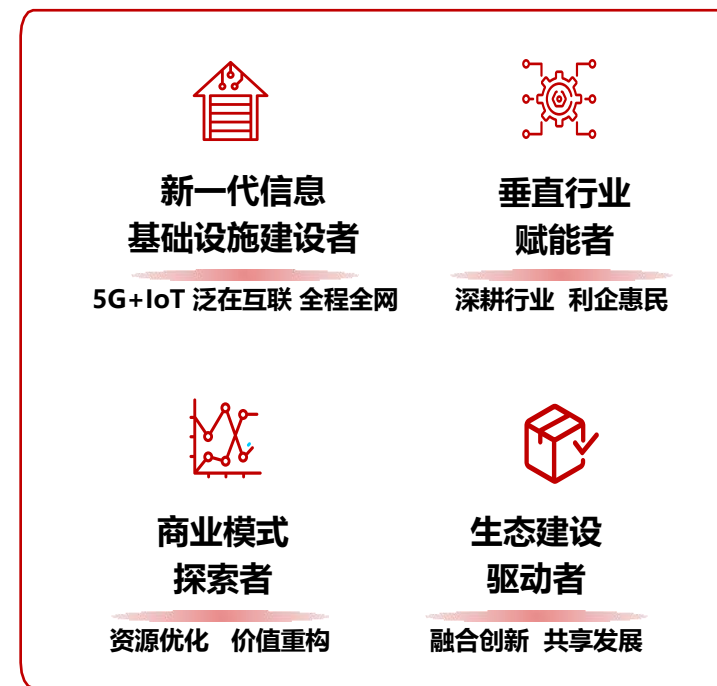 新一代信息
基础设施建设者
5G+IoT 泛在互联 全程全网
垂直行业
赋能者
深耕行业 利企惠民
商业模式
探索者
资源优化 价值重构
生态建设
驱动者
融合创新 共享发展